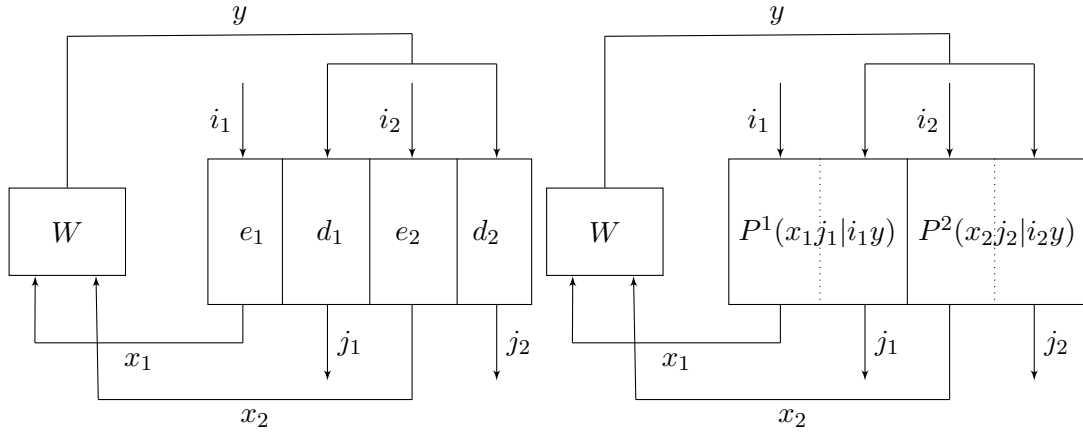 y y
i₁ i₂ i₁ i₂
W e₁ d₁ e₂ d₂ W P¹(x₁j₁|i₁y) P²(x₂j₂|i₂y)
x₁ j₁ j₂ x₁ j₁ j₂
x₂ x₂